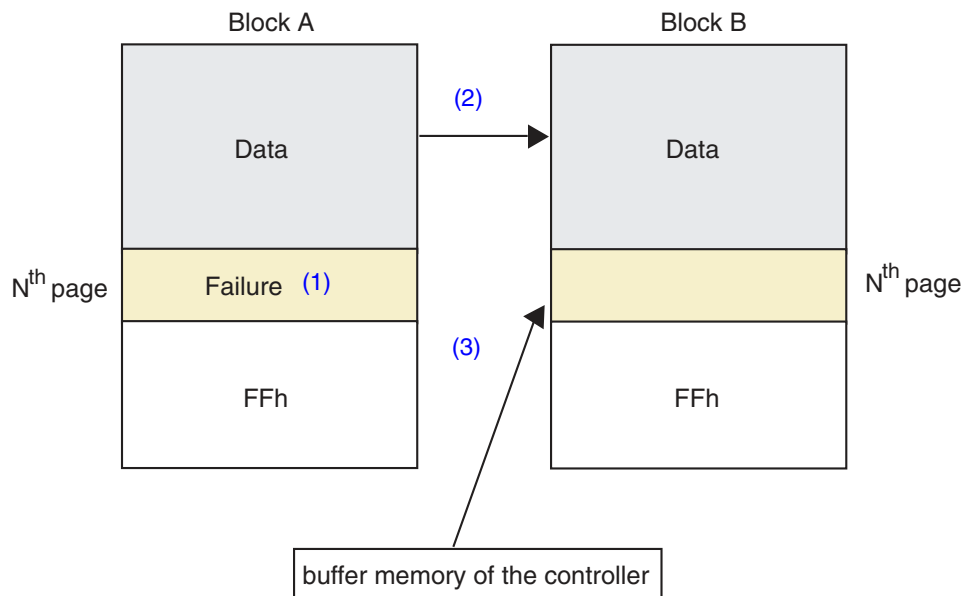 Block A
Block B
(2)
Data
Data
Nth page
Failure (1)
Nth page
(3)
FFh
FFh
buffer memory of the controller